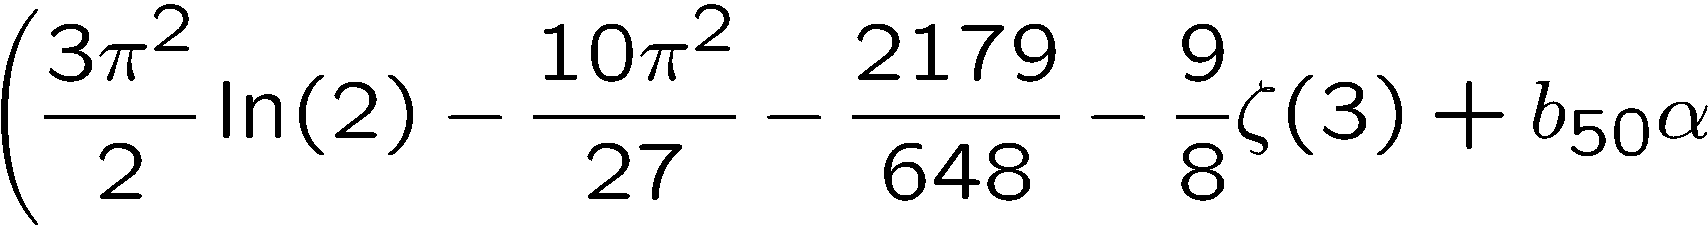 (3π²/2 ln(2) − 10π²/27 − 2179/648 − 9/8 ζ(3) + b₅₀α